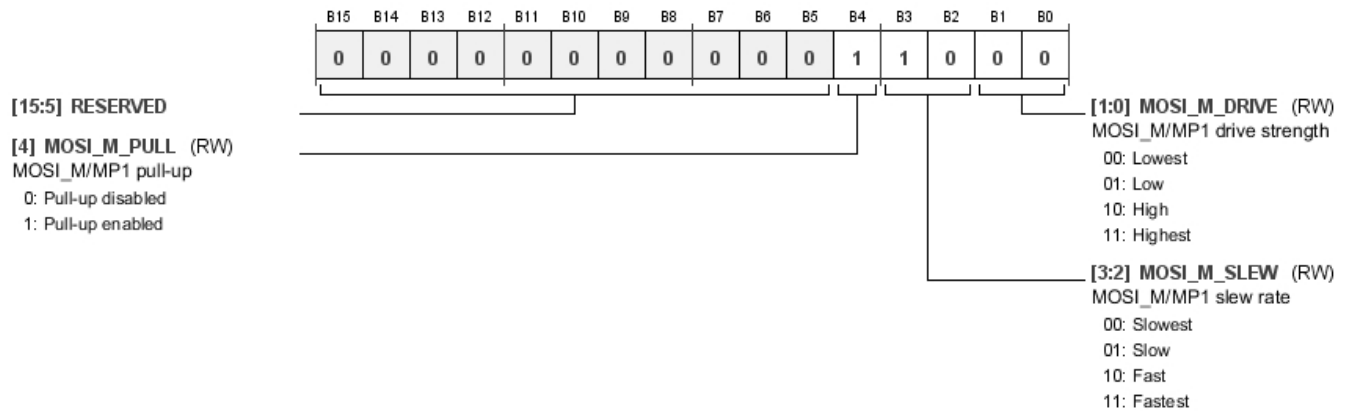 B15 B14 B13 B12 B11 B10 B9 B8 B7 B6 B5 B4 B3 B2 B1 B0
0 0 0 0 0 0 0 0 0 0 0 1 1 0 0 0
[15:5] RESERVED
[4] MOSI_M_PULL (RW)
MOSI_M/MP1 pull-up
0: Pull-up disabled
1: Pull-up enabled
[1:0] MOSI_M_DRIVE (RW)
MOSI_M/MP1 drive strength
00: Lowest
01: Low
10: High
11: Highest
[3:2] MOSI_M_SLEW (RW)
MOSI_M/MP1 slew rate
00: Slowest
01: Slow
10: Fast
11: Fastest